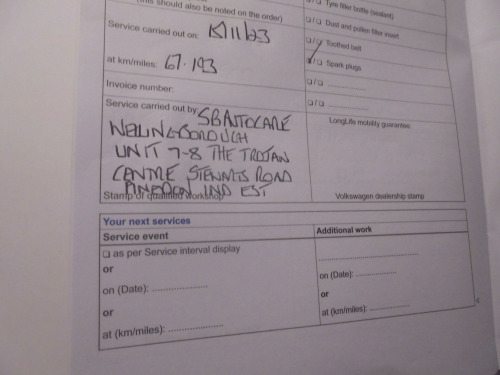 (this should also be noted on the order)
Service carried out on: 15/11/23
at km/miles: 67.193
Invoice number:
Service carried out by SB AUTOCARE
WELLINGBOROUGH
UNIT 7-8 THE TROJAN
CENTRE STEWARTS ROAD
FINEDON IND EST
Stamp of qualified workshop
❑/❑ Tyre filler bottle (sealant)
❑/❑ Dust and pollen filter insert
❑/❑ Toothed belt
❑/❑ Spark plugs
❑/❑ ....................
❑/❑ ....................
LongLife mobility guarantee:
Volkswagen dealership stamp
Your next services
Service event
❑ as per Service interval display
or
on (Date): ....................
or
at (km/miles): ....................
Additional work
....................
on (Date): ....................
or
at (km/miles): ....................